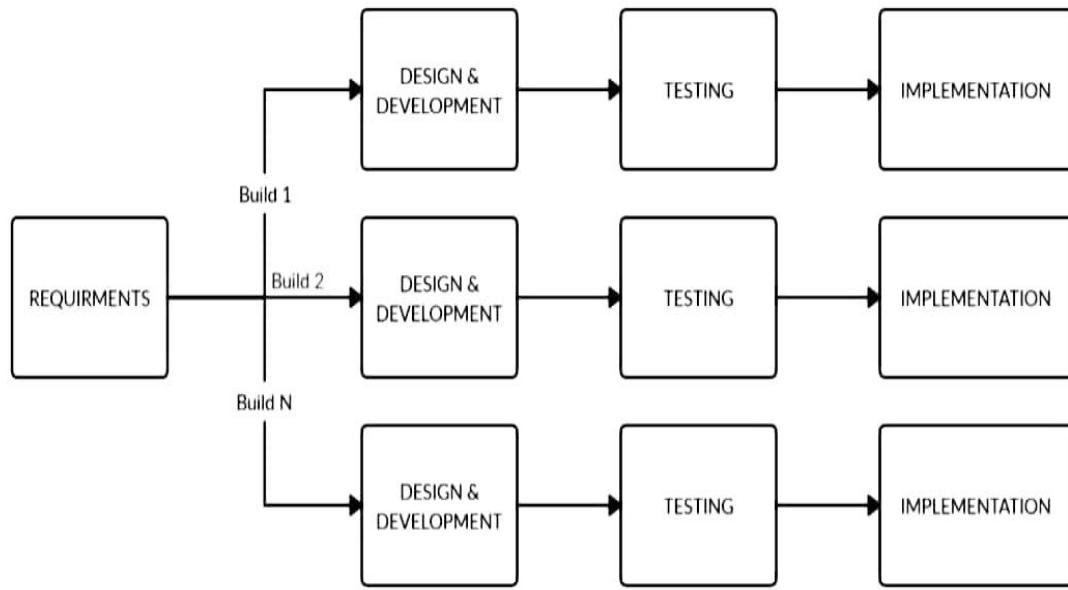 DESIGN &
DEVELOPMENT
TESTING
IMPLEMENTATION
Build 1
REQUIRMENTS
Build 2
DESIGN &
DEVELOPMENT
TESTING
IMPLEMENTATION
Build N
DESIGN &
DEVELOPMENT
TESTING
IMPLEMENTATION